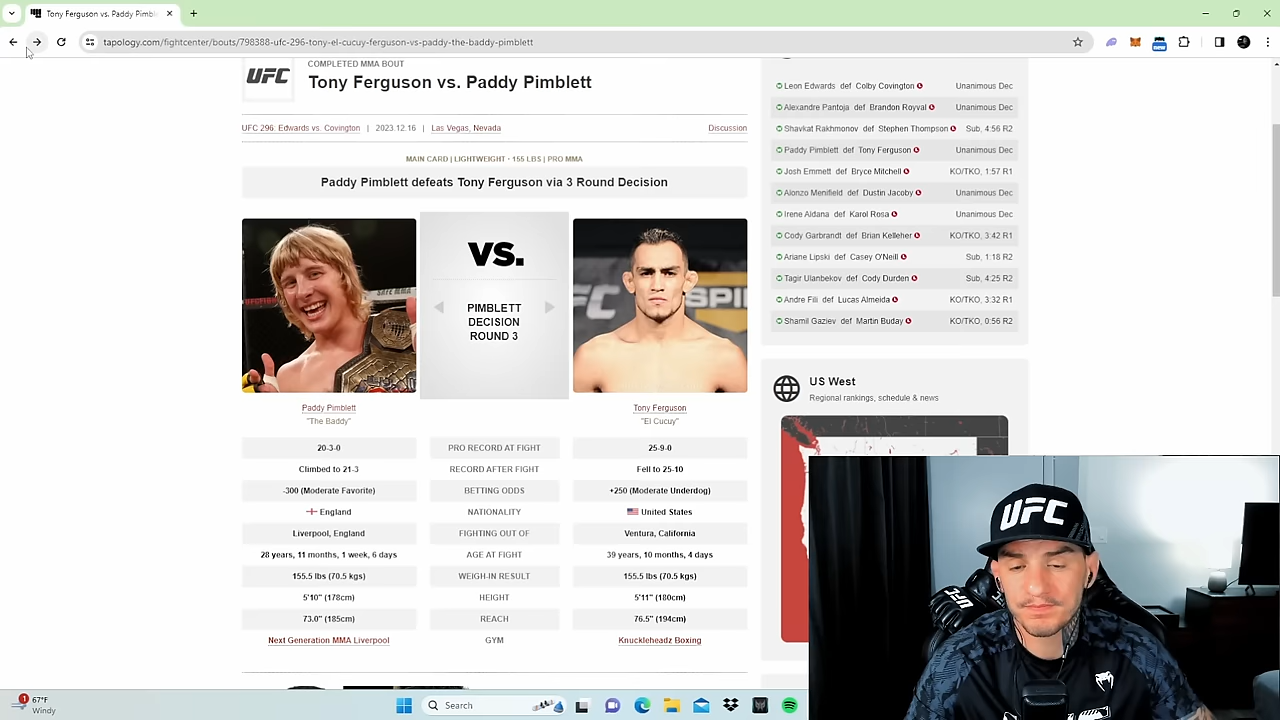 Tony Ferguson vs. Paddy Pimble
tapology.com/fightcenter/bouts/798388-ufc-296-tony-el-cucuy-ferguson-vs-paddy-the-baddy-pimblett
new
UFC
COMPLETED MMA BOUT
Tony Ferguson vs. Paddy Pimblett
UFC 296: Edwards vs. Covington | 2023.12.16 | Las Vegas, Nevada
Discussion
MAIN CARD | LIGHTWEIGHT · 155 LBS | PRO MMA
Paddy Pimblett defeats Tony Ferguson via 3 Round Decision
VS.
PIMBLETT
DECISION
ROUND 3
Paddy Pimblett
"The Baddy"
Tony Ferguson
"El Cucuy"
20-3-0 PRO RECORD AT FIGHT 25-9-0
Climbed to 21-3 RECORD AFTER FIGHT Fell to 25-10
-300 (Moderate Favorite) BETTING ODDS +250 (Moderate Underdog)
England NATIONALITY United States
Liverpool, England FIGHTING OUT OF Ventura, California
28 years, 11 months, 1 week, 6 days AGE AT FIGHT 39 years, 10 months, 4 days
155.5 lbs (70.5 kgs) WEIGH-IN RESULT 155.5 lbs (70.5 kgs)
5'10" (178cm) HEIGHT 5'11" (180cm)
73.0" (185cm) REACH 76.5" (194cm)
Next Generation MMA Liverpool GYM Knuckleheadz Boxing
Leon Edwards def Colby Covington Unanimous Dec
Alexandre Pantoja def Brandon Royval Unanimous Dec
Shavkat Rakhmonov def Stephen Thompson Sub, 4:56 R2
Paddy Pimblett def Tony Ferguson Unanimous Dec
Josh Emmett def Bryce Mitchell KO/TKO, 1:57 R1
Alonzo Menifield def Dustin Jacoby Unanimous Dec
Irene Aldana def Karol Rosa Unanimous Dec
Cody Garbrandt def Brian Kelleher KO/TKO, 3:42 R1
Ariane Lipski def Casey O'Neill Sub, 1:18 R2
Tagir Ulanbekov def Cody Durden Sub, 4:25 R2
Andre Fili def Lucas Almeida KO/TKO, 3:32 R1
Shamil Gaziev def Martin Buday KO/TKO, 0:56 R2
US West
Regional rankings, schedule & news
UFC
UFC
1
67°F
Windy
Search